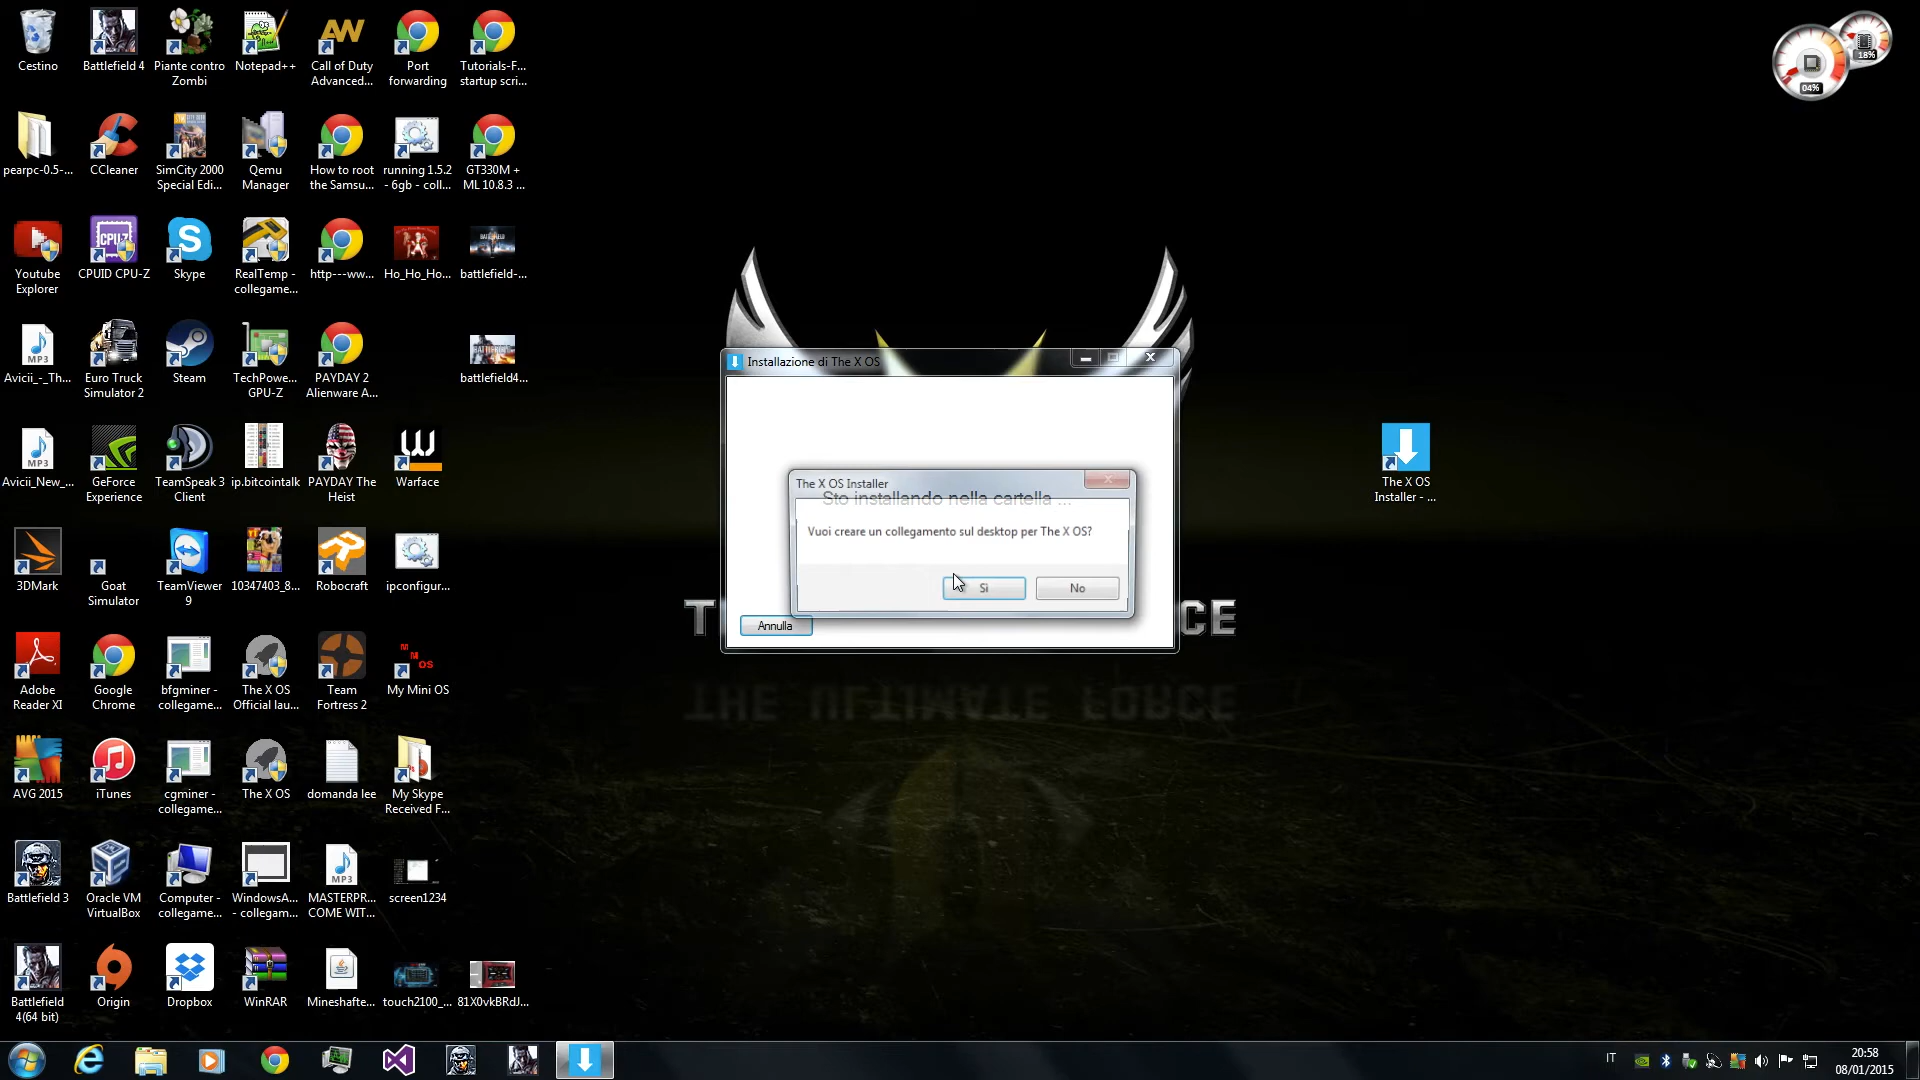 Cestino
Battlefield 4
Piante contro
Zombi
Notepad++
Call of Duty
Advanced...
Port
forwarding
Tutorials-F...
startup scri...
pearpc-0.5-...
CCleaner
SimCity 2000
Special Edi...
Qemu
Manager
How to root
the Samsu...
running 1.5.2
- 6gb - coll...
GT330M +
ML 10.8.3 ...
Youtube
Explorer
CPUID CPU-Z
Skype
RealTemp -
collegame...
http---ww...
Ho_Ho_Ho...
battlefield-...
Avicii_-_Th...
Euro Truck
Simulator 2
Steam
TechPowe...
GPU-Z
PAYDAY 2
Alienware A...
battlefield4...
Avicii_New_...
GeForce
Experience
TeamSpeak 3
Client
ip.bitcointalk
PAYDAY The
Heist
Warface
3DMark
Goat
Simulator
TeamViewer
9
10347403_8...
Robocraft
ipconfigur...
Adobe
Reader XI
Google
Chrome
bfgminer -
collegame...
The X OS
Official lau...
Team
Fortress 2
My Mini OS
AVG 2015
iTunes
cgminer -
collegame...
The X OS
domanda lee
My Skype
Received F...
Battlefield 3
Oracle VM
VirtualBox
Computer -
collegame...
WindowsA...
- collegam...
MASTERPR...
COME WIT...
screen1234
Battlefield
4(64 bit)
Origin
Dropbox
WinRAR
Mineshafte...
touch2100_...
81X0vkBRdJ...
04%
18%
Installazione di The X OS
The X OS Installer
Sto installando nella cartella ...
Vuoi creare un collegamento sul desktop per The X OS?
Sì
No
Annulla
The X OS
Installer - ...
THE ULTIMATE FORCE
IT
20:58
08/01/2015